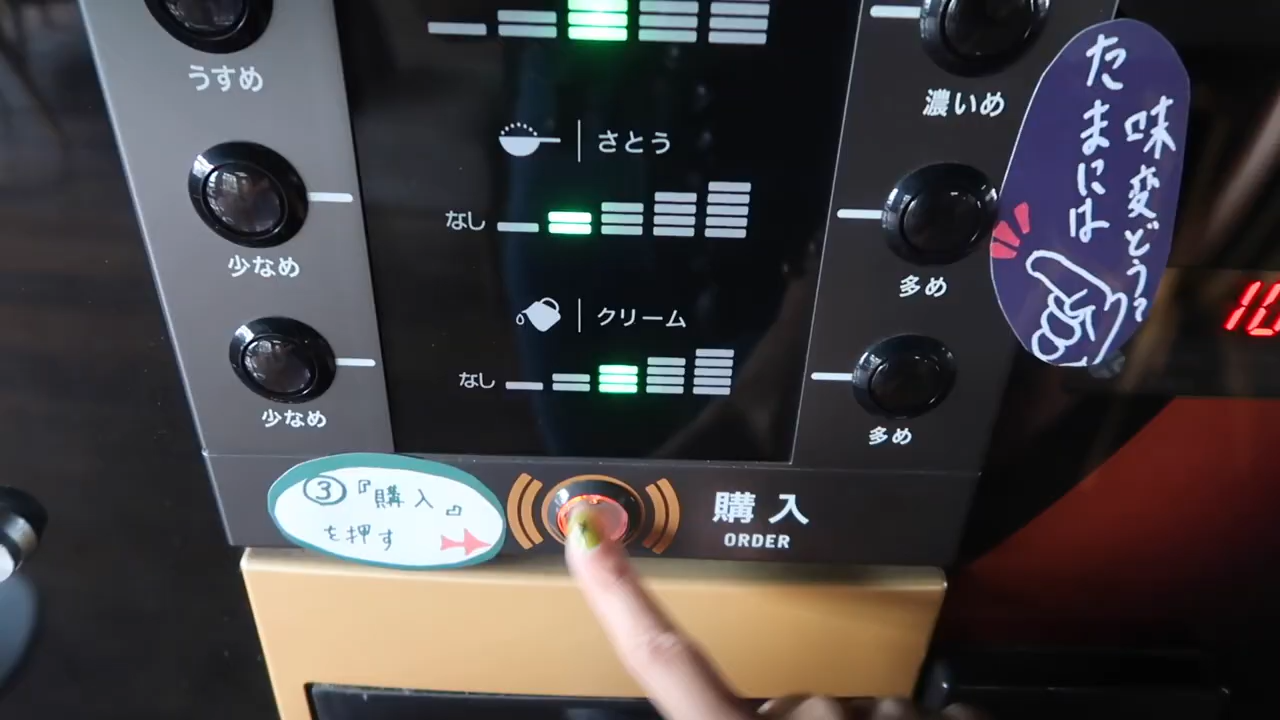 うすめ
濃いめ
さとう
なし
少なめ
多め
クリーム
なし
少なめ
多め
③『購入』
を押す
購入
ORDER
たまには
味変どう?
10